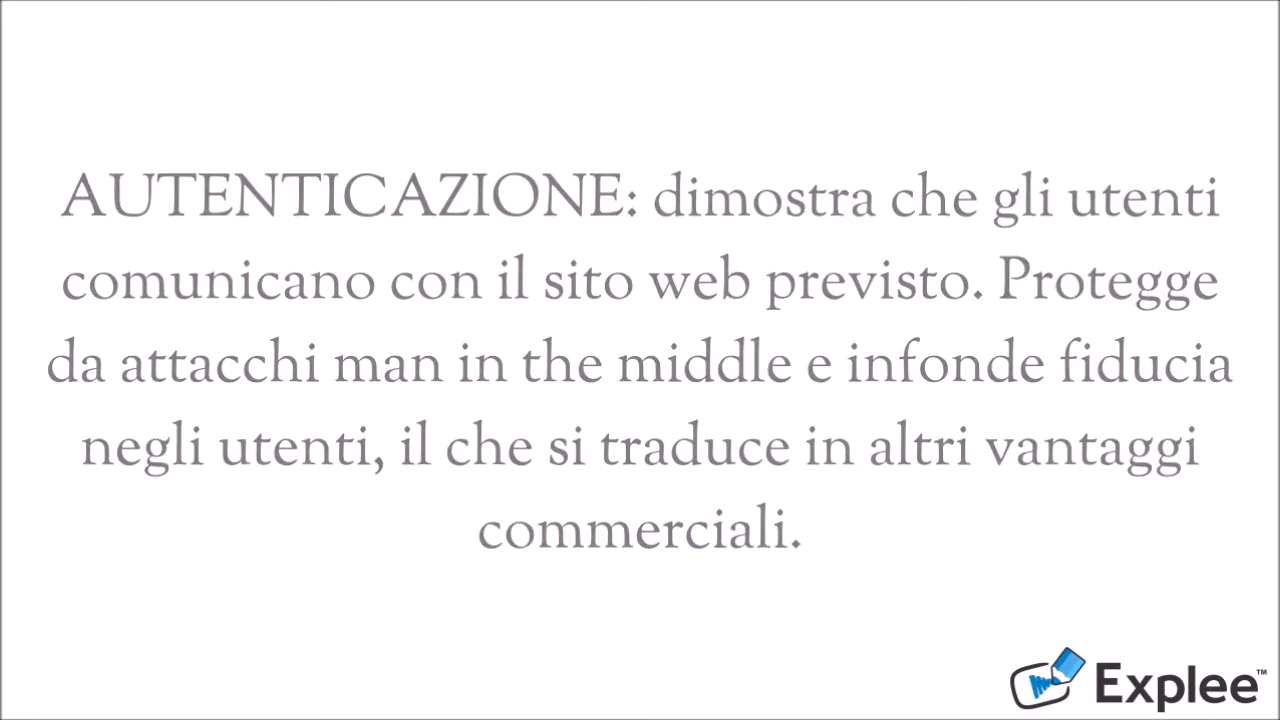 AUTENTICAZIONE: dimostra che gli utenti
comunicano con il sito web previsto. Protegge
da attacchi man in the middle e infonde fiducia
negli utenti, il che si traduce in altri vantaggi
commerciali.
Explee™